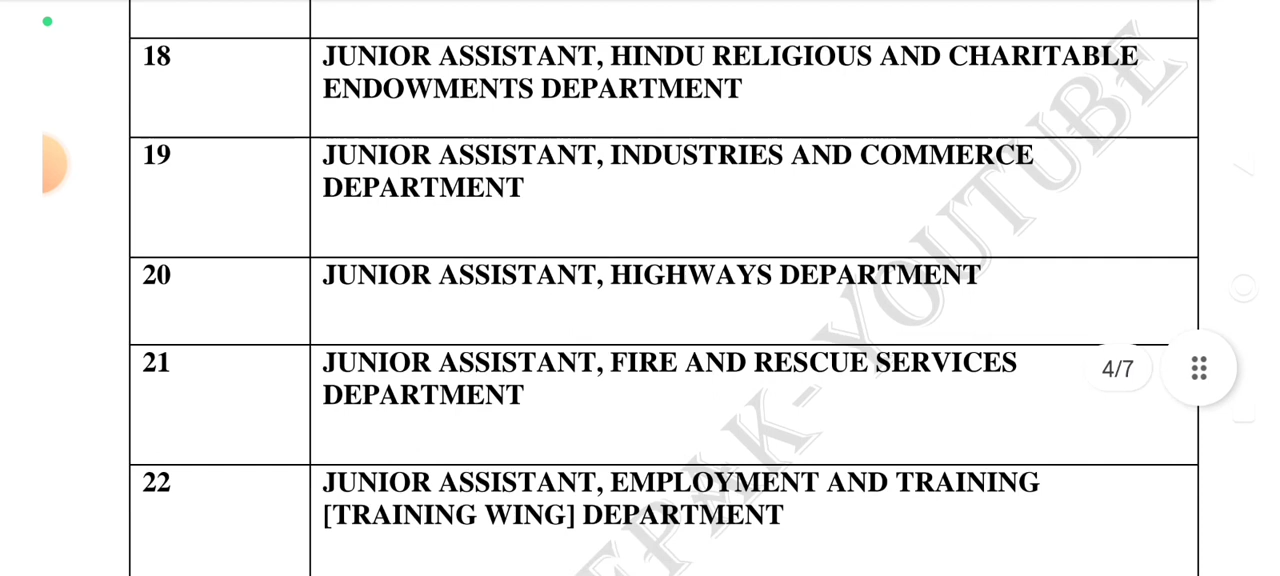 18
JUNIOR ASSISTANT, HINDU RELIGIOUS AND CHARITABLE
ENDOWMENTS DEPARTMENT
19
JUNIOR ASSISTANT, INDUSTRIES AND COMMERCE
DEPARTMENT
20
JUNIOR ASSISTANT, HIGHWAYS DEPARTMENT
21
JUNIOR ASSISTANT, FIRE AND RESCUE SERVICES
DEPARTMENT
4/7
22
JUNIOR ASSISTANT, EMPLOYMENT AND TRAINING
[TRAINING WING] DEPARTMENT
EPAK- YOUTUBE